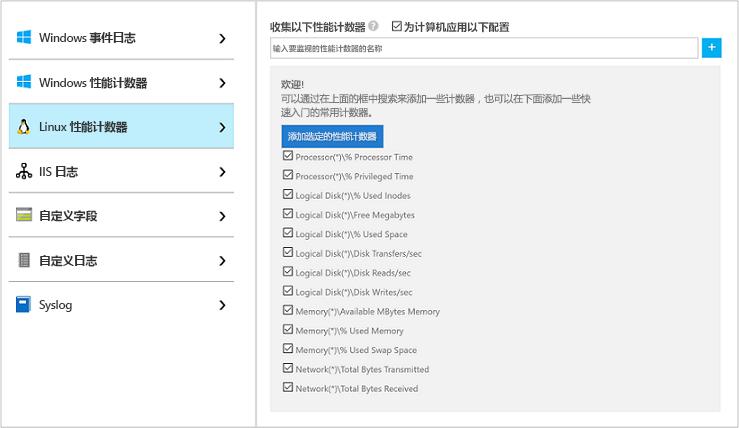 Windows 事件日志
Windows 性能计数器
Linux 性能计数器
IIS 日志
自定义字段
自定义日志
Syslog
收集以下性能计数器 ? 为计算机应用以下配置
输入要监视的性能计数器的名称
+
欢迎!
可以通过在上面的框中搜索来添加一些计数器，也可以在下面添加一些快
速入门的常用计数器。
添加选定的性能计数器
Processor(*)\% Processor Time
Processor(*)\% Privileged Time
Logical Disk(*)\% Used Inodes
Logical Disk(*)\Free Megabytes
Logical Disk(*)\% Used Space
Logical Disk(*)\Disk Transfers/sec
Logical Disk(*)\Disk Reads/sec
Logical Disk(*)\Disk Writes/sec
Memory(*)\Available MBytes Memory
Memory(*)\% Used Memory
Memory(*)\% Used Swap Space
Network(*)\Total Bytes Transmitted
Network(*)\Total Bytes Received